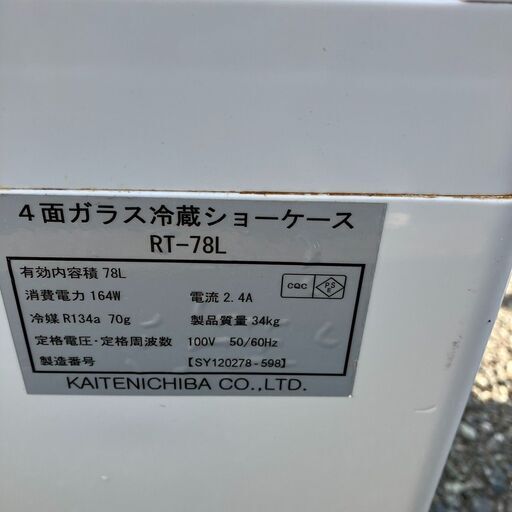 4面ガラス冷蔵ショーケース
RT-78L
有効内容積 78L
消費電力 164W 電流 2.4A
CQC PSE
冷媒 R134a 70g 製品質量 34kg
定格電圧・定格周波数 100V 50/60Hz
製造番号 [SY120278-598]
KAITENICHIBA CO.,LTD.